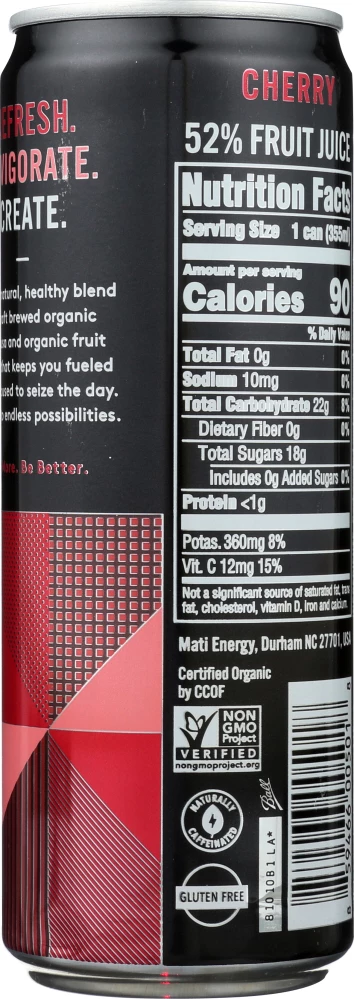 EFRESH.
VIGORATE.
CREATE.
natural, healthy blend
brewed organic
and organic fruit
that keeps you fueled
to seize the day.
endless possibilities.
Be Better.
CHERRY
52% FRUIT JUICE
Nutrition Facts
Serving Size 1 can (355ml)
Amount per serving
Calories 90
% Daily Value
Total Fat 0g 0%
Sodium 10mg 0%
Total Carbohydrate 22g 0%
Dietary Fiber 0g 0%
Total Sugars 18g
Includes 0g Added Sugars 0%
Protein <1g
Potas. 360mg 8%
Vit. C 12mg 15%
Not a significant source of saturated fat, trans
fat, cholesterol, vitamin D, iron and calcium.
Mati Energy, Durham NC 27701, USA
Certified Organic
by CCOF
NON
GMO
Project
VERIFIED
nongmoproject.org
NATURALLY
CAFFEINATED
Ball
GLUTEN FREE
81010B1 LA*